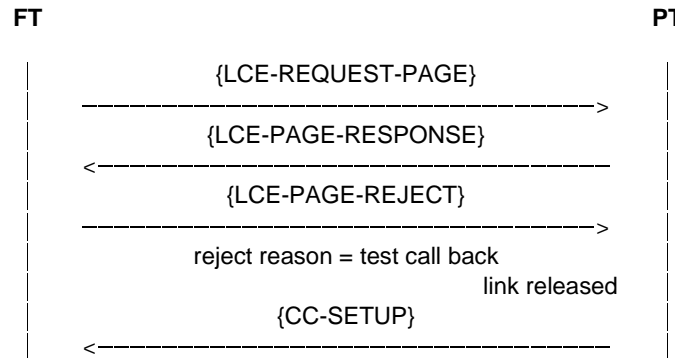 FT PT
{LCE-REQUEST-PAGE}
{LCE-PAGE-RESPONSE}
{LCE-PAGE-REJECT}
reject reason = test call back
link released
{CC-SETUP}